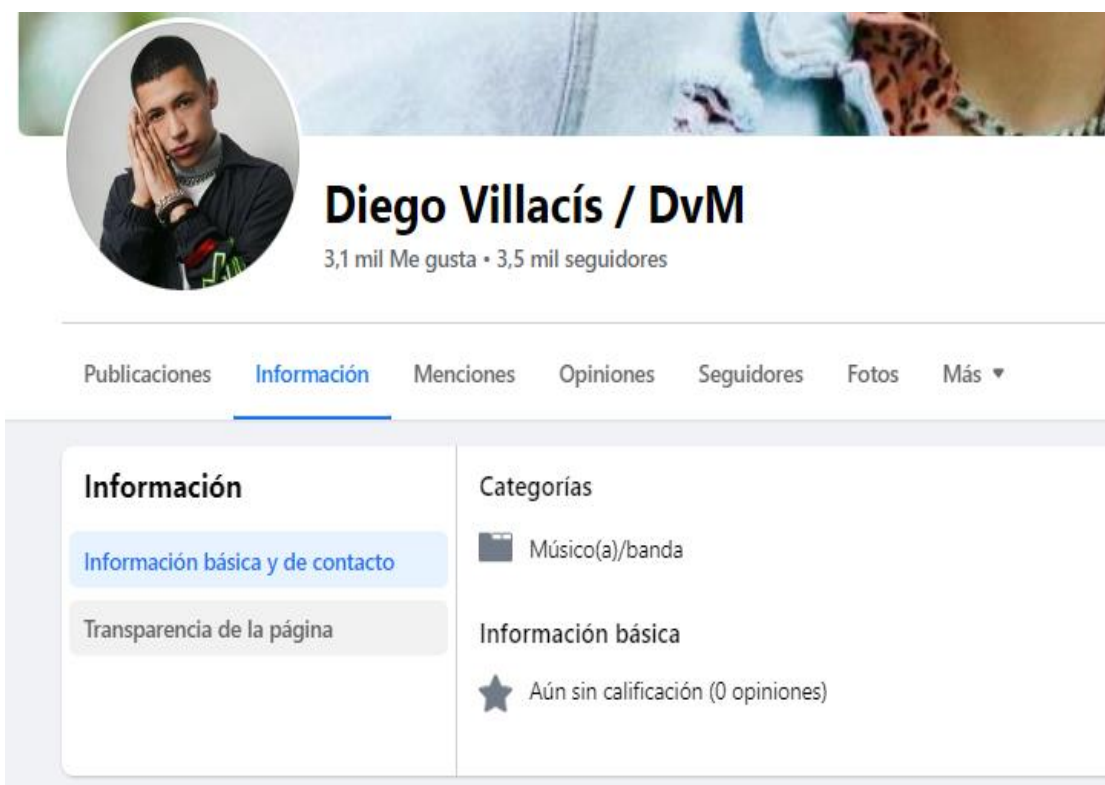 Diego Villacís / DvM
3,1 mil Me gusta • 3,5 mil seguidores
Publicaciones Información Menciones Opiniones Seguidores Fotos Más ▾
Información
Información básica y de contacto
Transparencia de la página
Categorías
Músico(a)/banda
Información básica
Aún sin calificación (0 opiniones)